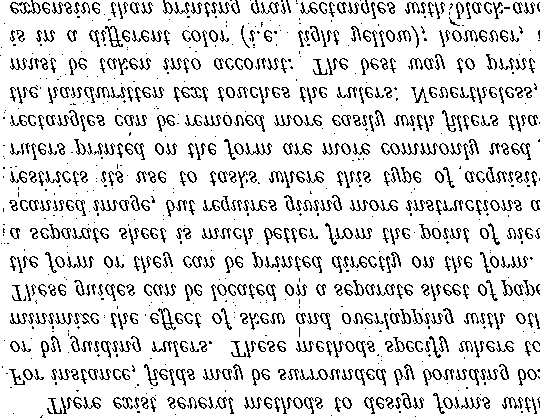 There exist several methods to design forms with
For instance, fields may be surrounded by bounding box
or by guiding rulers. These methods specify where to
minimize the effect of skew and overlapping with oth
These guides can be located on a separate sheet of pape
the form or they can be printed directly on the form.
a separate sheet is much better from the point of view
scanned image, but requires giving more instructions a
restricts its use to tasks where this type of acquisit
rulers printed on the form are more commonly used
rectangles can be removed more easily with filters tha
the handwritten text touches the rulers. Nevertheless,
must be taken into account: The best way to print
is in a different color (i.e. light yellow); however,
expensive than printing gray rectangles with black-and